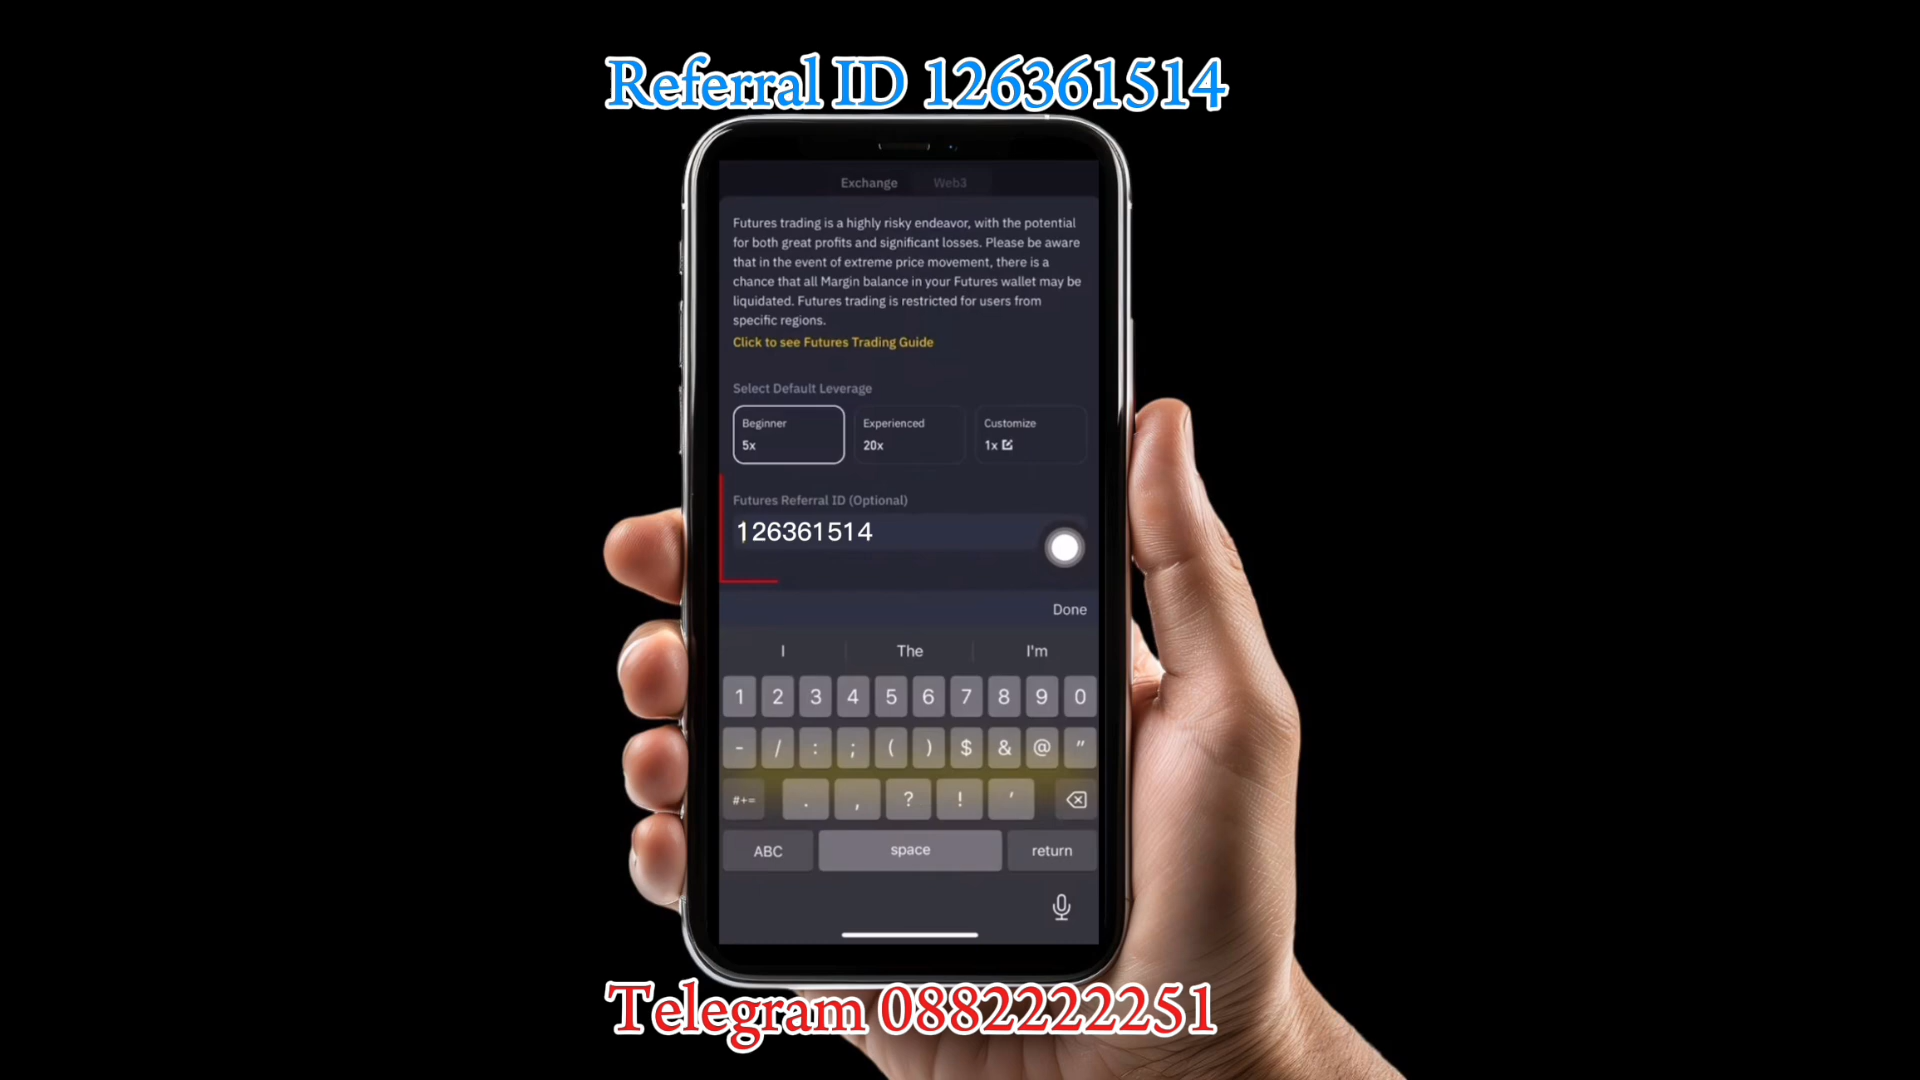 Referral ID 126361514
Exchange Web3
Futures trading is a highly risky endeavor, with the potential
for both great profits and significant losses. Please be aware
that in the event of extreme price movement, there is a
chance that all Margin balance in your Futures wallet may be
liquidated. Futures trading is restricted for users from
specific regions.
Click to see Futures Trading Guide
Select Default Leverage
Beginner Experienced Customize
5x 20x 1x
Futures Referral ID (Optional)
126361514
Done
I The I'm
1 2 3 4 5 6 7 8 9 0
- / : ; ( ) $ & @ "
#+= . , ? ! '
ABC space return
Telegram 0882222251